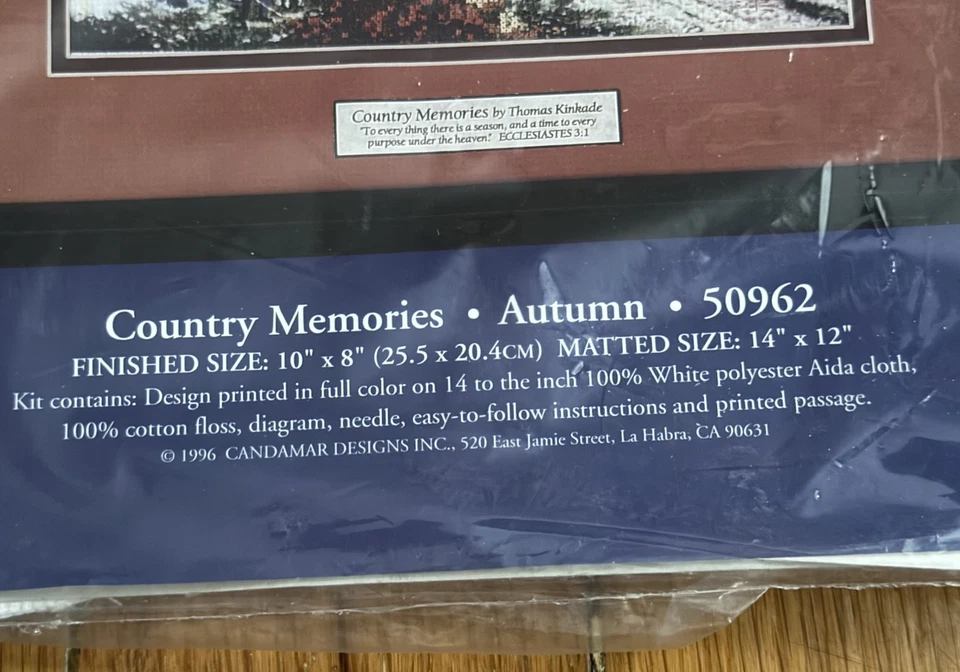 Country Memories by Thomas Kinkade
"To every thing there is a season, and a time to every
purpose under the heaven." ECCLESIASTES 3:1
Country Memories • Autumn • 50962
FINISHED SIZE: 10" x 8" (25.5 x 20.4CM) MATTED SIZE: 14" x 12"
Kit contains: Design printed in full color on 14 to the inch 100% White polyester Aida cloth,
100% cotton floss, diagram, needle, easy-to-follow instructions and printed passage.
© 1996 CANDAMAR DESIGNS INC., 520 East Jamie Street, La Habra, CA 90631